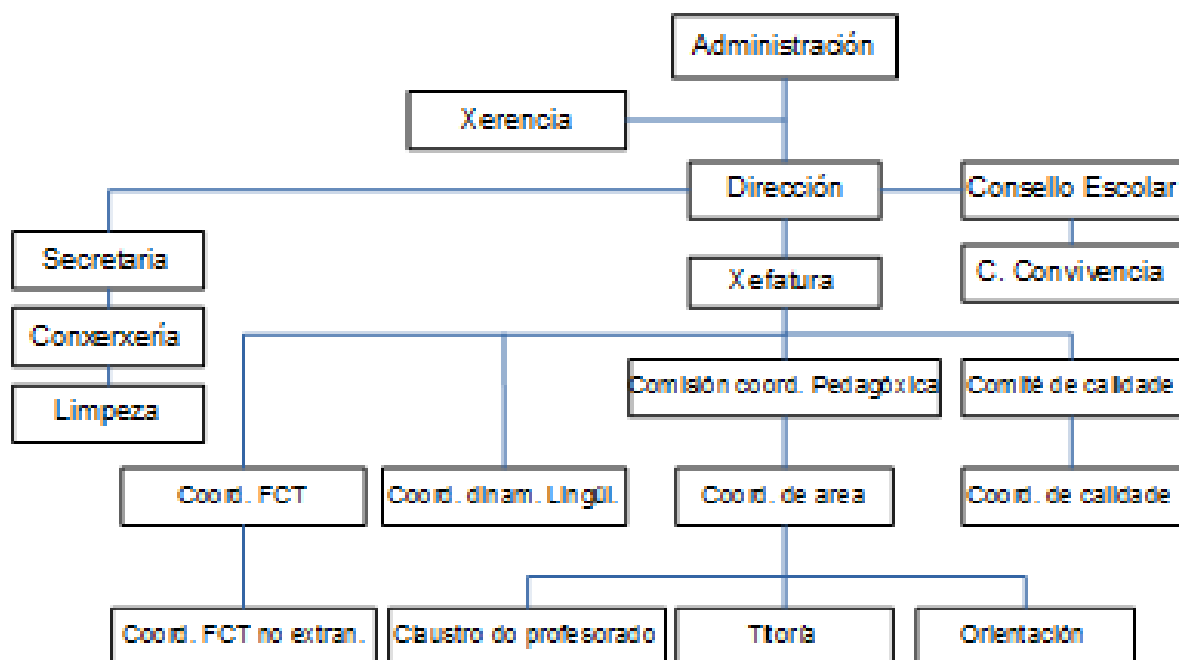 Administración
Xerencia
Dirección
Consello Escolar
Secretaria
Xefatura
C. Convivencia
Conxerxería
Comisión coord. Pedagóxica
Comité de calidade
Limpeza
Coord. FCT
Coord. dinam. Lingüi.
Coord. de area
Coord. de calidade
Coord. FCT no extran.
Claustro do profesorado
Titoría
Orientación